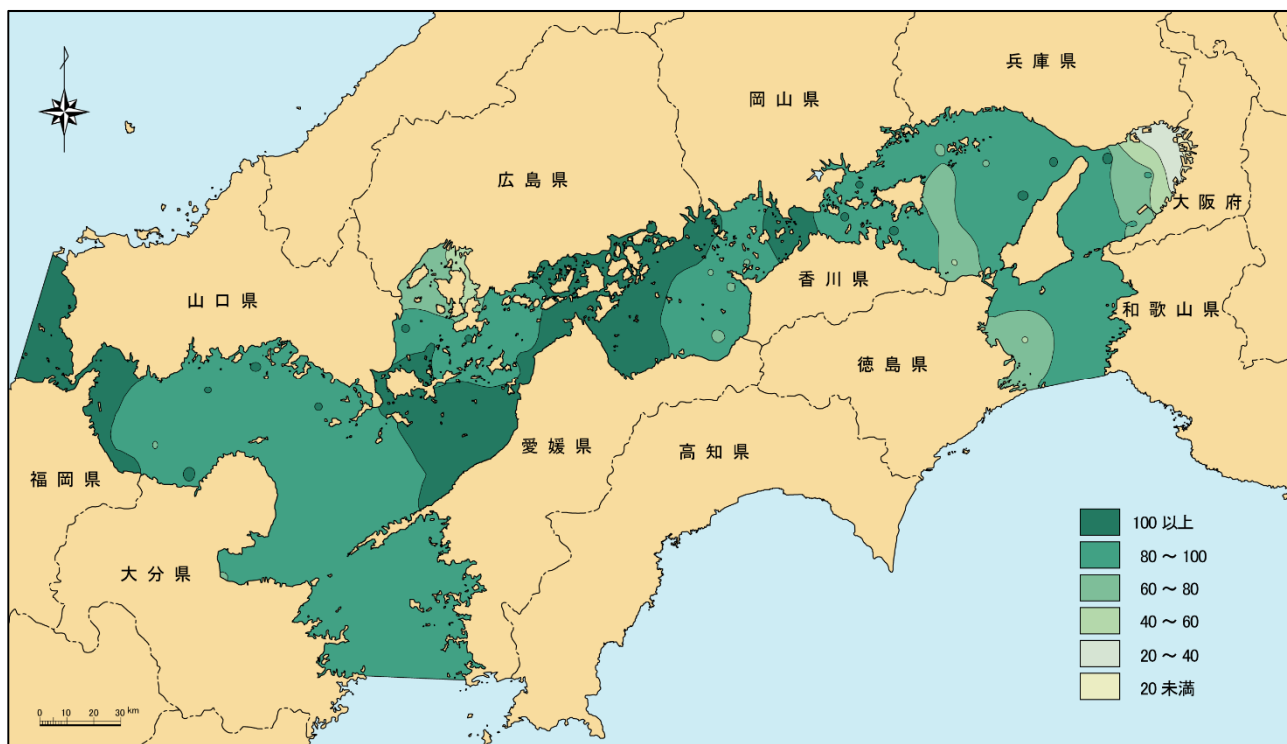 兵庫県
岡山県
広島県
大阪府
山口県
香川県
和歌山県
徳島県
愛媛県
高知県
福岡県
大分県
100 以上
80 ~ 100
60 ~ 80
40 ~ 60
20 ~ 40
20 未満
0 10 20 30 km